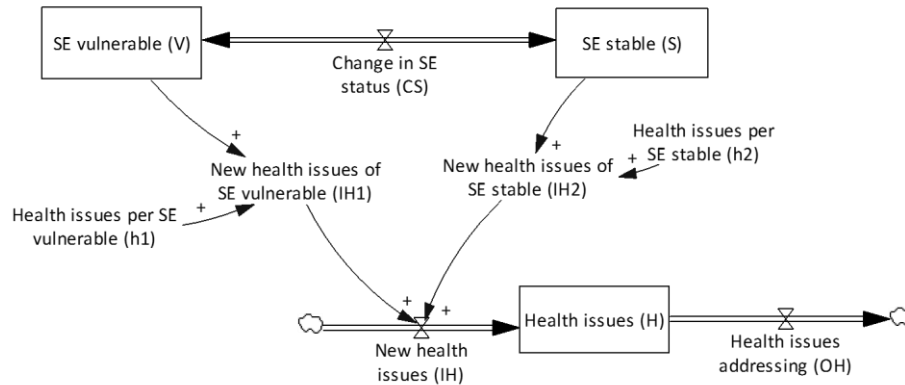 SE vulnerable (V)
SE stable (S)
Change in SE
status (CS)
+
+
Health issues per
SE stable (h2)
+
New health issues of
SE vulnerable (IH1)
New health issues of
SE stable (IH2)
+
Health issues per SE
vulnerable (h1)
+
+
Health issues (H)
New health
issues (IH)
Health issues
addressing (OH)